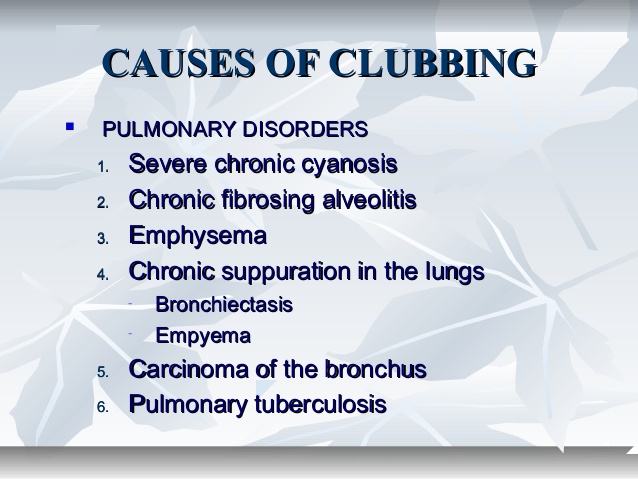 CAUSES OF CLUBBING
▪ PULMONARY DISORDERS
1. Severe chronic cyanosis
2. Chronic fibrosing alveolitis
3. Emphysema
4. Chronic suppuration in the lungs
- Bronchiectasis
- Empyema
5. Carcinoma of the bronchus
6. Pulmonary tuberculosis